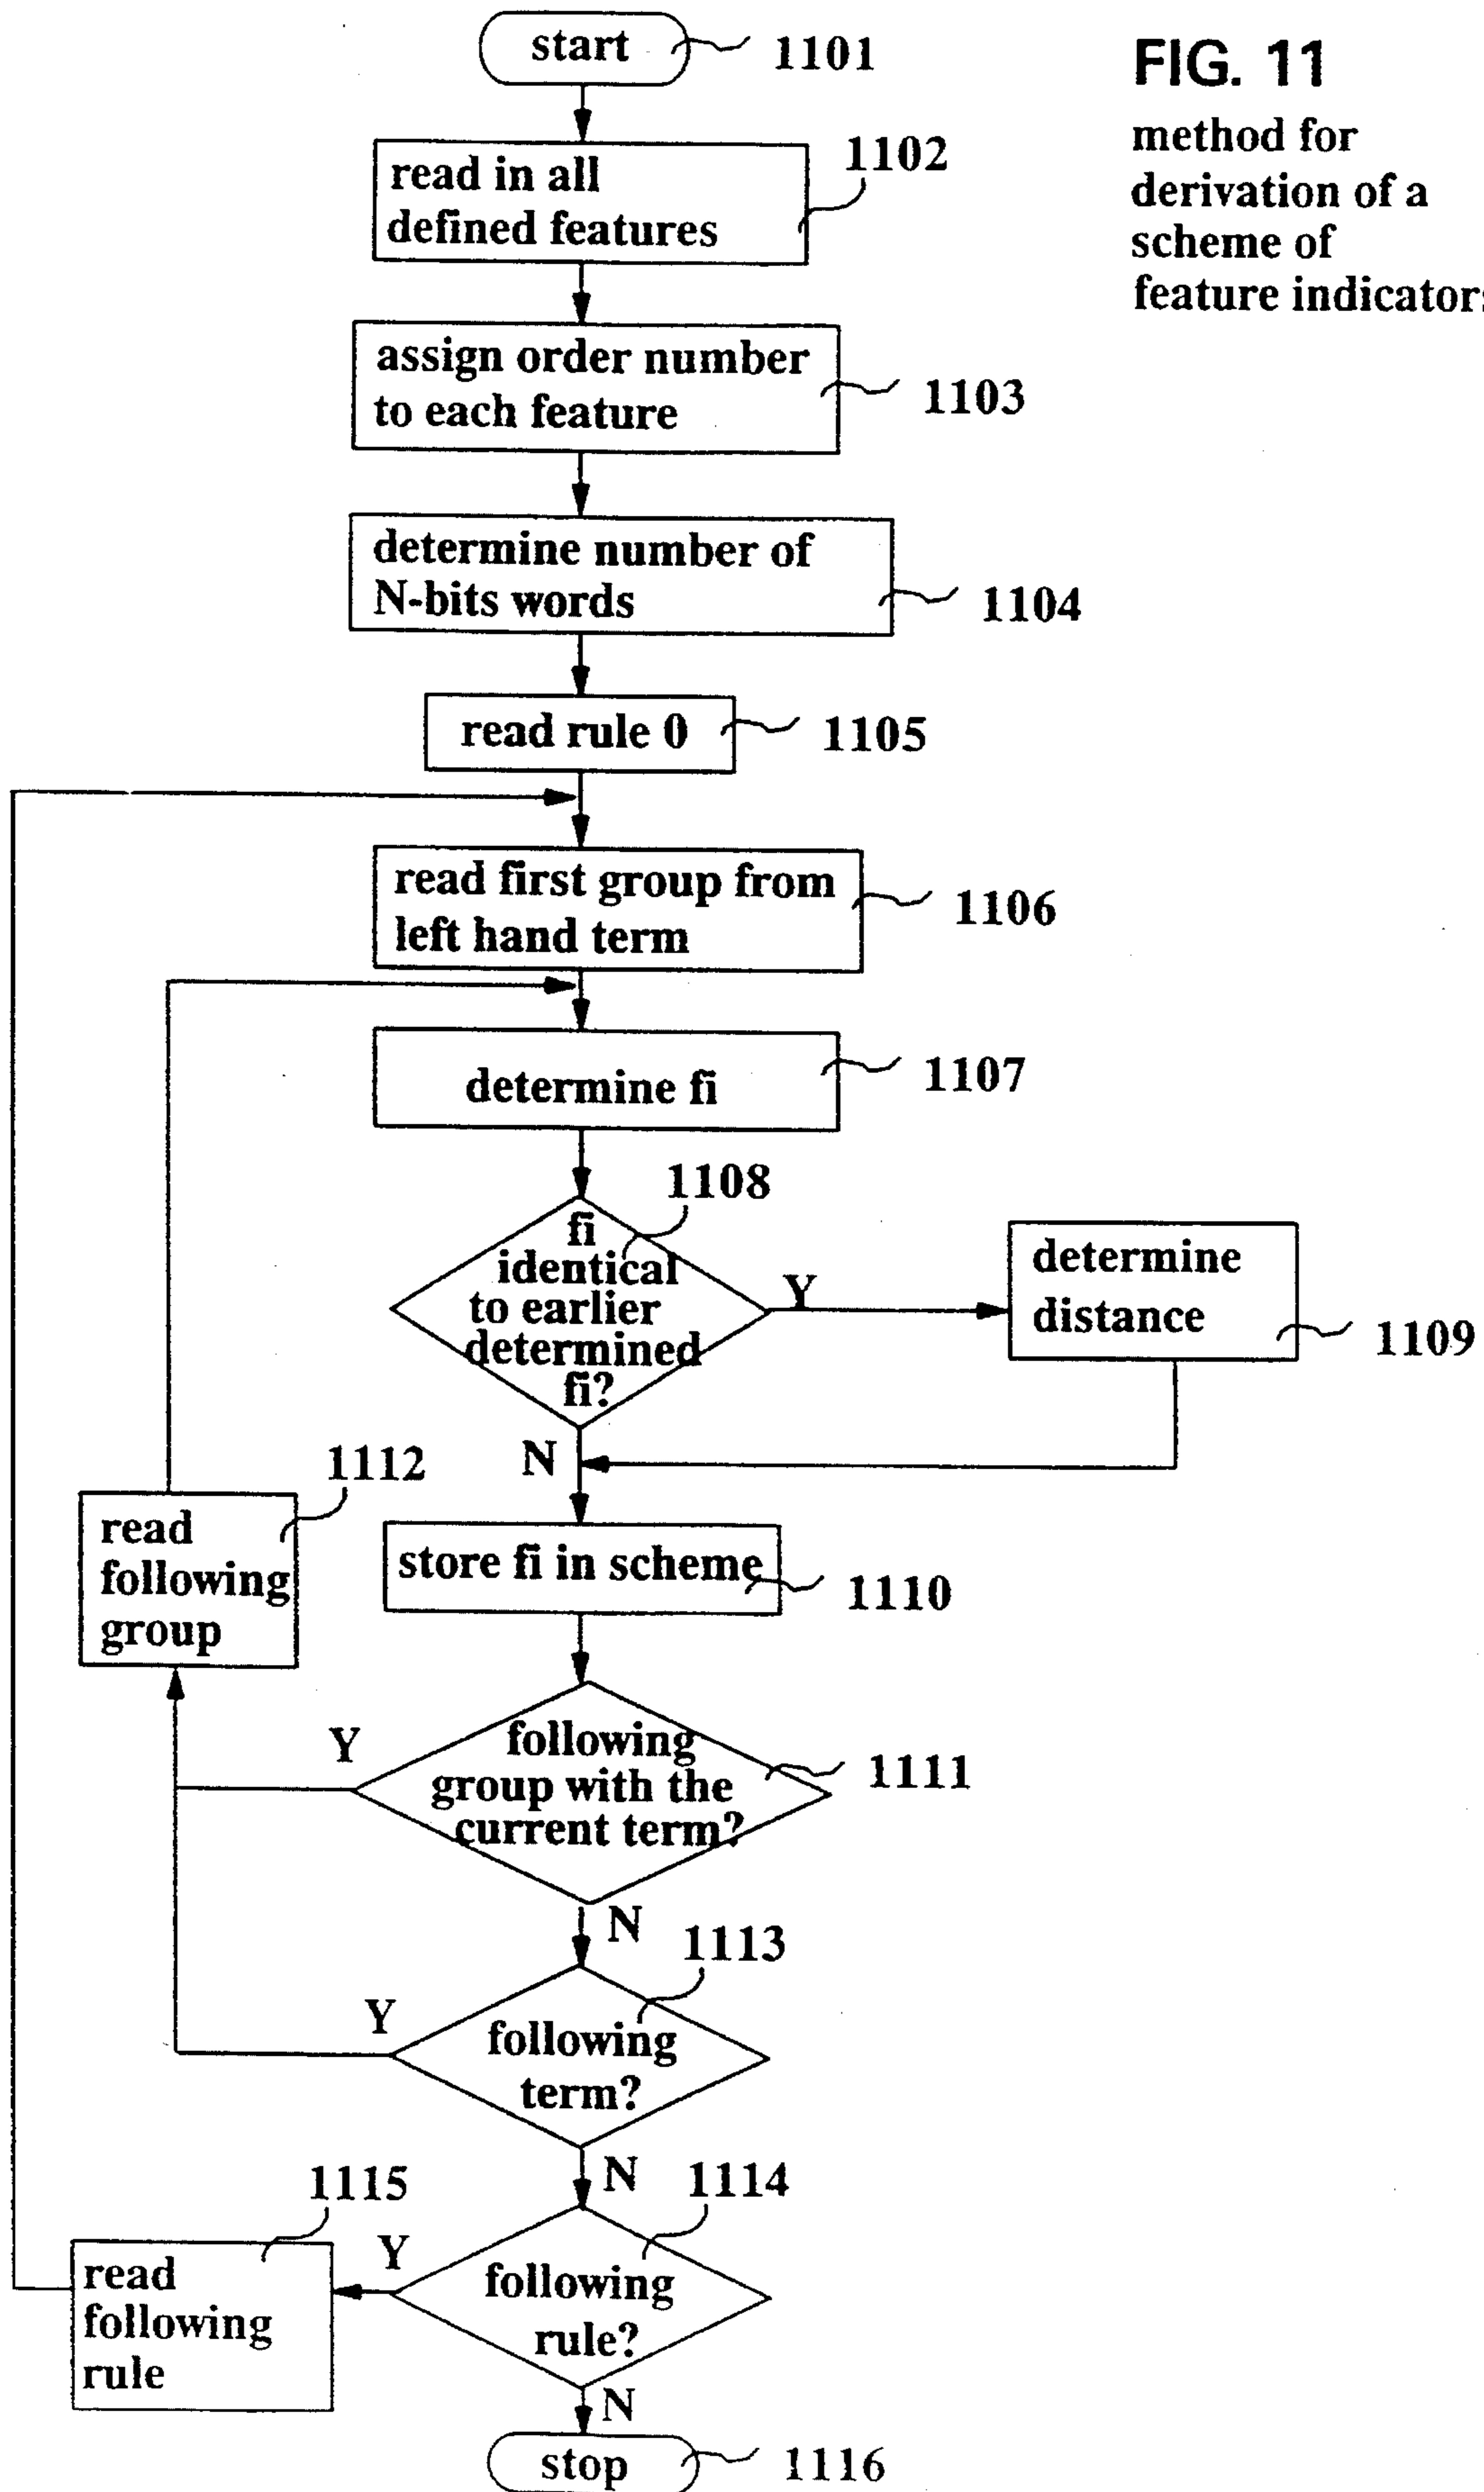 start
1101
FIG. 11
method for
derivation of a
scheme of
feature indicators
1102
read in all
defined features
assign order number
to each feature
1103
determine number of
N-bits words
1104
read rule 0
1105
read first group from
left hand term
1106
determine fi
1107
1108
fi
identical
to earlier
determined
fi?
Y
determine
distance
1109
N
1112
read
following
group
store fi in scheme
1110
Y
following
group with the
current term?
1111
N
1113
Y
following
term?
N
1114
1115
Y
read
following
rule
following
rule?
N
stop
1116